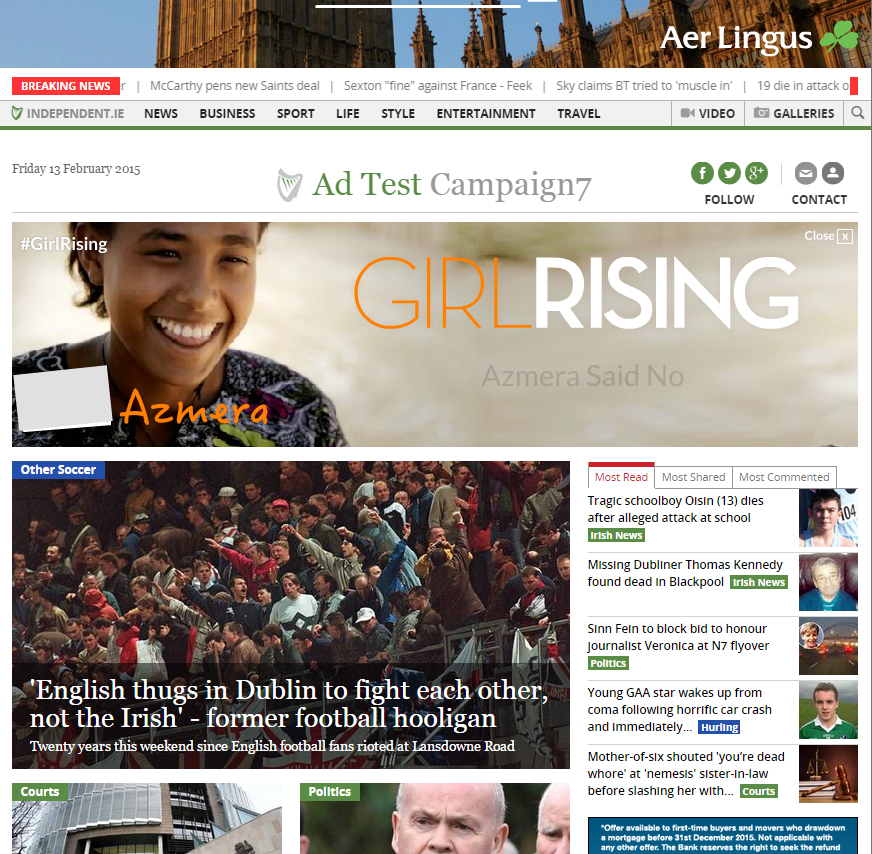 Aer Lingus
BREAKING NEWS r | McCarthy pens new Saints deal | Sexton "fine" against France - Feek | Sky claims BT tried to 'muscle in' | 19 die in attack o
INDEPENDENT.IE NEWS BUSINESS SPORT LIFE STYLE ENTERTAINMENT TRAVEL VIDEO GALLERIES
Friday 13 February 2015
Ad Test Campaign7
f g+
FOLLOW CONTACT
#GirlRising
Close x
GIRLRISING
Azmera Said No
Azmera
Other Soccer
'English thugs in Dublin to fight each other,
not the Irish' - former football hooligan
Twenty years this weekend since English football fans rioted at Lansdowne Road
Most Read Most Shared Most Commented
Tragic schoolboy Oisin (13) dies
after alleged attack at school
Irish News
104
Missing Dubliner Thomas Kennedy
found dead in Blackpool Irish News
Sinn Fein to block bid to honour
journalist Veronica at N7 flyover
Politics
Young GAA star wakes up from
coma following horrific car crash
and immediately... Hurling
Mother-of-six shouted 'you're dead
whore' at 'nemesis' sister-in-law
before slashing her with... Courts
Courts
Politics
*Offer available to first-time buyers and movers who drawdown
a mortgage before 31st December 2015. Not applicable with
any other offer. The Bank reserves the right to seek the refund